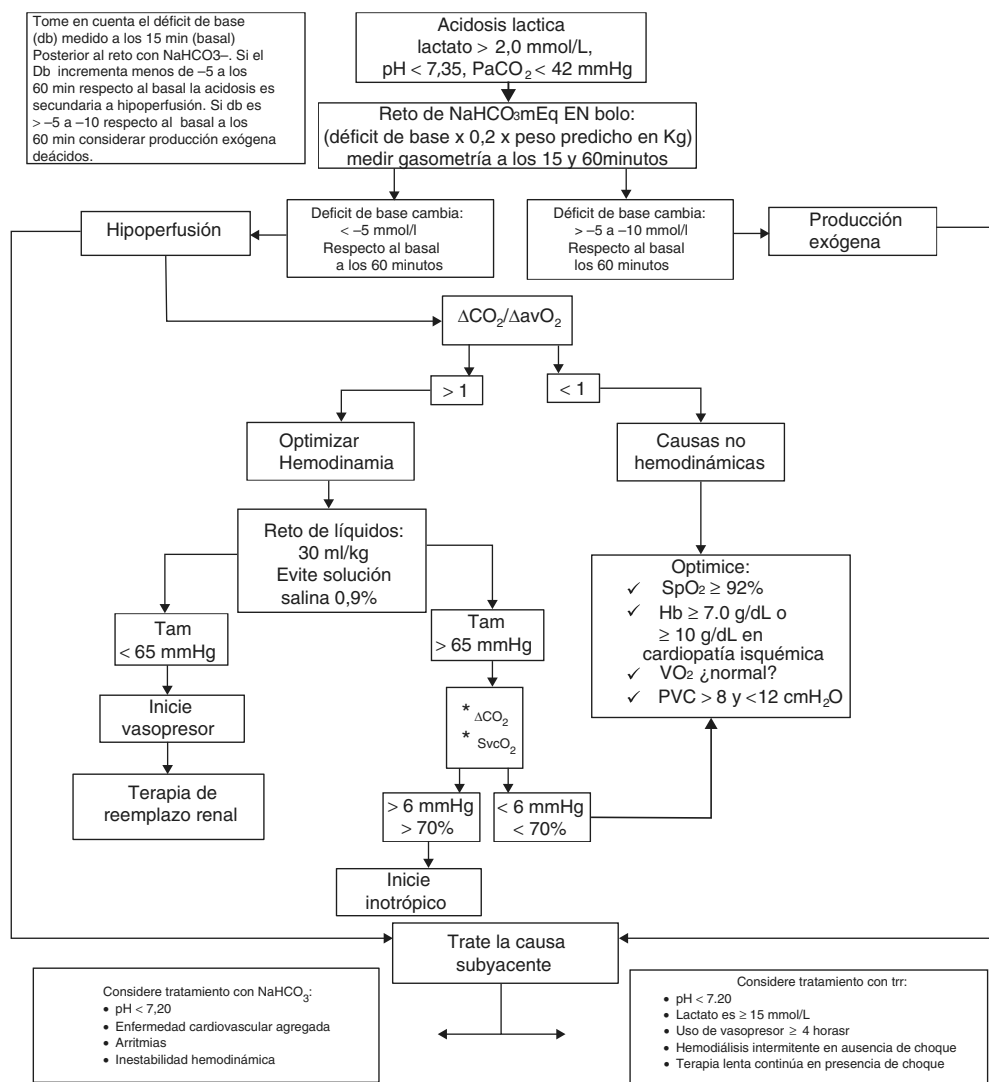 Tome en cuenta el déficit de base
(db) medido a los 15 min (basal)
Posterior al reto con NaHCO3–. Si el
Db incrementa menos de –5 a los
60 min respecto al basal la acidosis es
secundaria a hipoperfusión. Si db es
> –5 a –10 respecto al basal a los
60 min considerar producción exógena
deácidos.
Acidosis lactica
lactato > 2,0 mmol/L,
pH < 7,35, PaCO₂ < 42 mmHg
Reto de NaHCO₃mEq EN bolo:
(déficit de base x 0,2 x peso predicho en Kg)
medir gasometría a los 15 y 60minutos
Hipoperfusión
Deficit de base cambia:
< –5 mmol/l
Respecto al basal
a los 60 minutos
Déficit de base cambia:
> –5 a –10 mmol/l
Respecto al basal
los 60 minutos
Producción
exógena
ΔCO₂/ΔavO₂
> 1
< 1
Optimizar
Hemodinamia
Causas no
hemodinámicas
Reto de líquidos:
30 ml/kg
Evite solución
salina 0,9%
Optimice:
✓ SpO₂ ≥ 92%
✓ Hb ≥ 7.0 g/dL o
≥ 10 g/dL en
cardiopatía isquémica
✓ VO₂ ¿normal?
✓ PVC > 8 y <12 cmH₂O
Tam
< 65 mmHg
Tam
> 65 mmHg
Inicie
vasopresor
* ΔCO₂
* SvcO₂
Terapia de
reemplazo renal
> 6 mmHg
> 70%
< 6 mmHg
< 70%
Inicie
inotrópico
Trate la causa
subyacente
Considere tratamiento con NaHCO₃:
• pH < 7,20
• Enfermedad cardiovascular agregada
• Arritmias
• Inestabilidad hemodinámica
Considere tratamiento con trr:
• pH < 7.20
• Lactato es ≥ 15 mmol/L
• Uso de vasopresor ≥ 4 horasr
• Hemodiálisis intermitente en ausencia de choque
• Terapia lenta continúa en presencia de choque